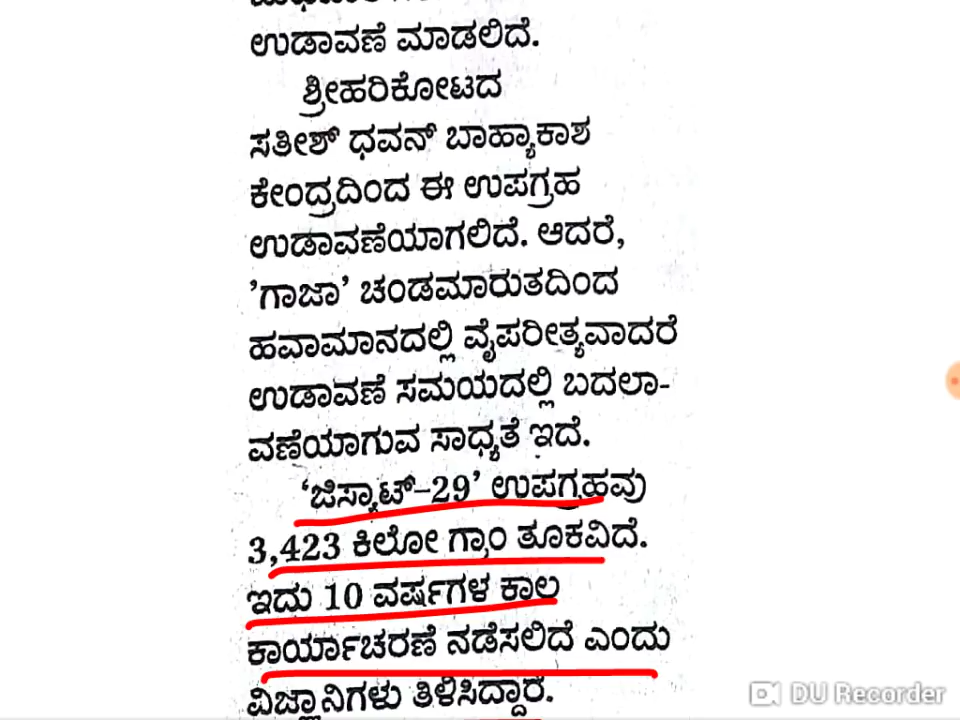 ಉಡಾವಣೆ ಮಾಡಲಿದೆ.
ಶ್ರೀಹರಿಕೋಟದ
ಸತೀಶ್ ಧವನ್ ಬಾಹ್ಯಾಕಾಶ
ಕೇಂದ್ರದಿಂದ ಈ ಉಪಗ್ರಹ
ಉಡಾವಣೆಯಾಗಲಿದೆ. ಆದರೆ,
'ಗಾಜಾ' ಚಂಡಮಾರುತದಿಂದ
ಹವಾಮಾನದಲ್ಲಿ ವೈಪರೀತ್ಯವಾದರೆ
ಉಡಾವಣೆ ಸಮಯದಲ್ಲಿ ಬದಲಾ-
ವಣೆಯಾಗುವ ಸಾಧ್ಯತೆ ಇದೆ.
'ಜಿಸ್ಯಾಟ್-29' ಉಪಗ್ರಹವು
3,423 ಕಿಲೋ ಗ್ರಾಂ ತೂಕವಿದೆ.
ಇದು 10 ವರ್ಷಗಳ ಕಾಲ
ಕಾರ್ಯಾಚರಣೆ ನಡೆಸಲಿದೆ ಎಂದು
ವಿಜ್ಞಾನಿಗಳು ತಿಳಿಸಿದ್ದಾರೆ.
DU Recorder